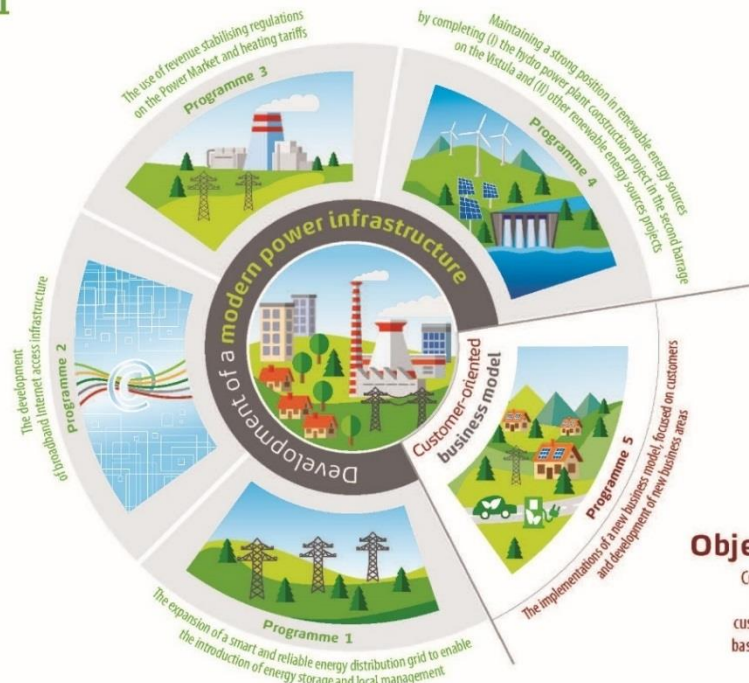 The use of revenue stabilising regulations
on the Power Market and heating tariffs
Programme 3
Maintaining a strong position in renewable energy sources
by completing (I) the hydro power plant construction project in the second barrage
on the Vistula and (II) other renewable energy sources projects
Programme 4
The development
of broadband Internet access infrastructure
Programme 2
Development of a modern power infrastructure
Customer-oriented
business model
Programme 5
The implementations of a new business model, focused on customers
and development of new business areas
Programme 1
The expansion of a smart and reliable energy distribution grid to enable
the introduction of energy storage and local management
Obje
cus
bas